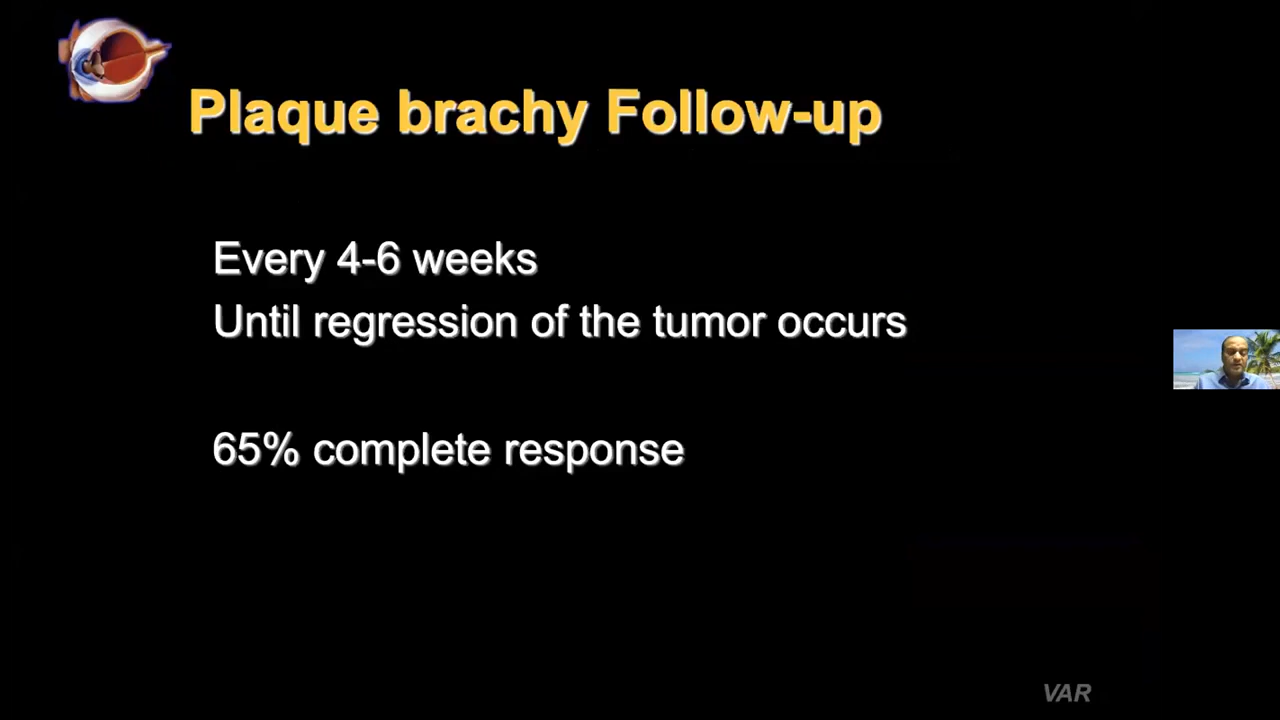 Plaque brachy Follow-up
Every 4-6 weeks
Until regression of the tumor occurs
65% complete response
VAR